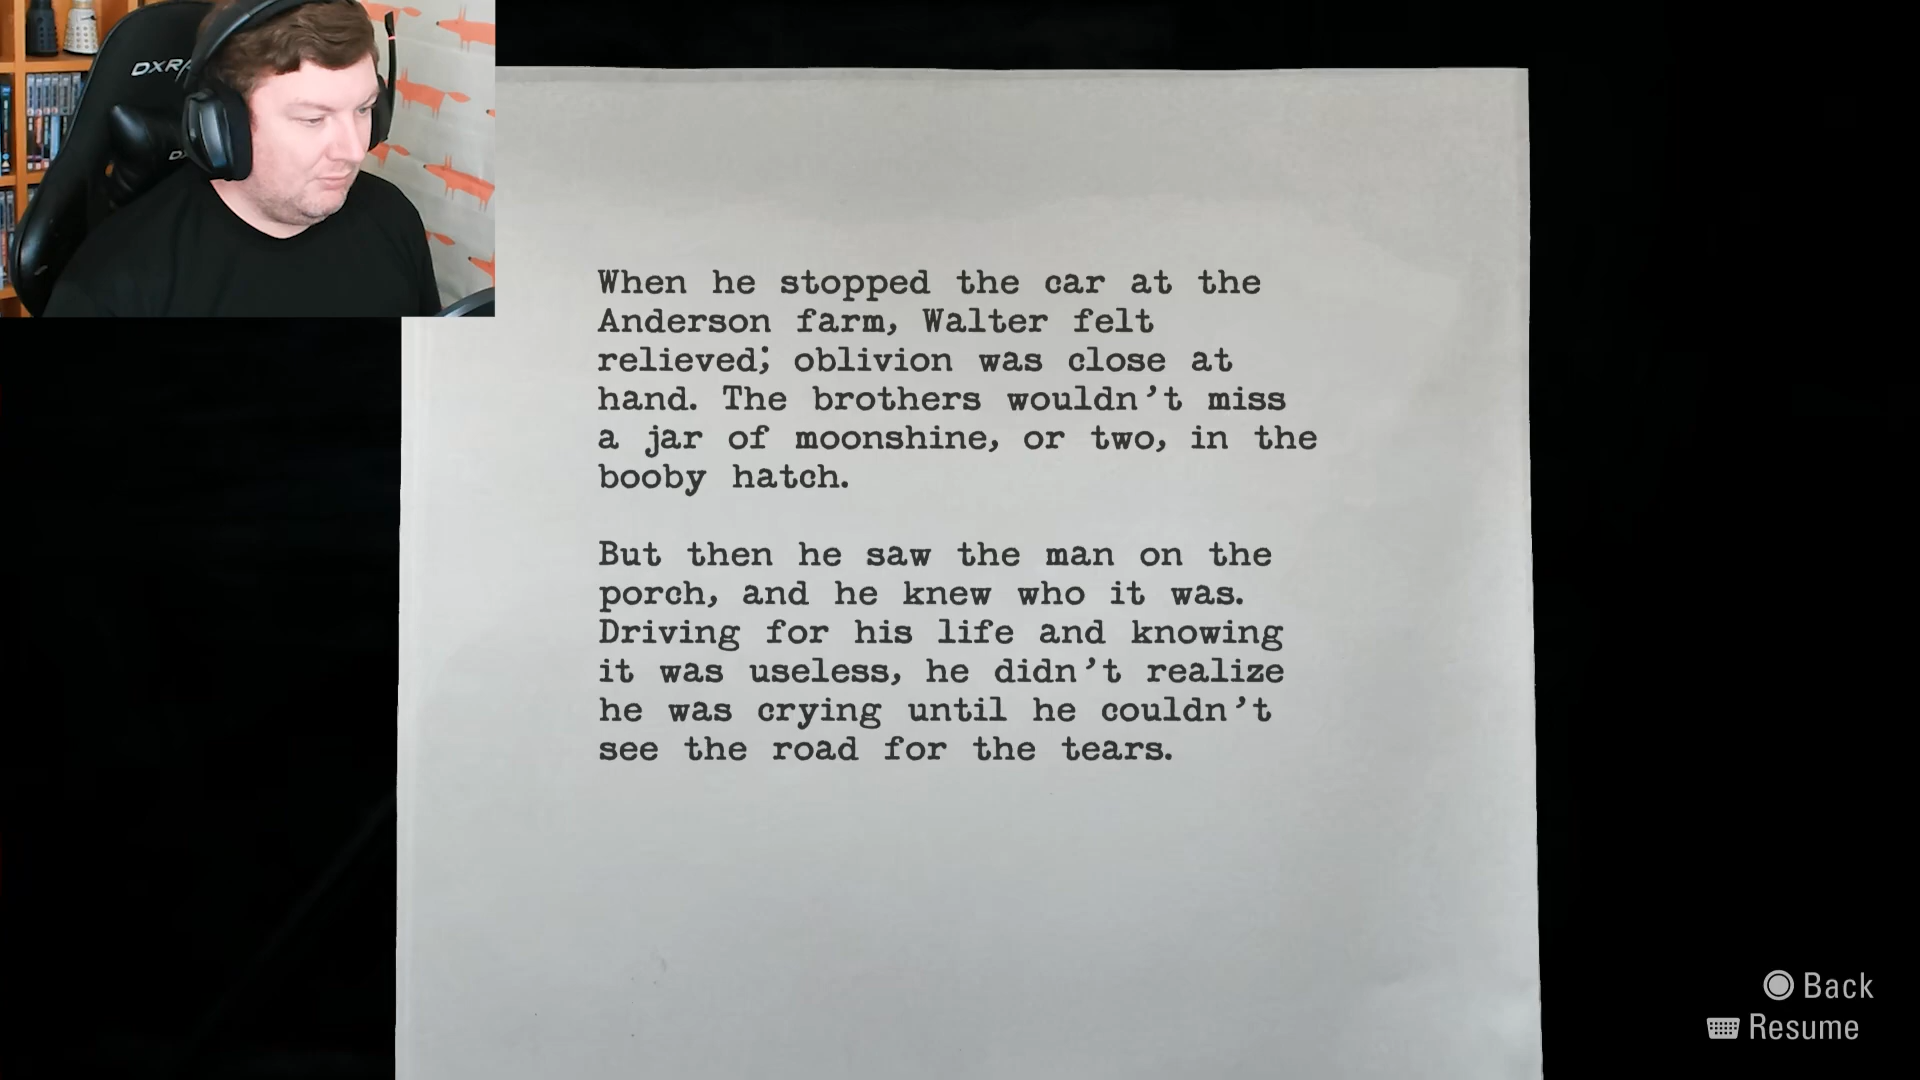 DXRA
When he stopped the car at the
Anderson farm, Walter felt
relieved; oblivion was close at
hand. The brothers wouldn't miss
a jar of moonshine, or two, in the
booby hatch.
But then he saw the man on the
porch, and he knew who it was.
Driving for his life and knowing
it was useless, he didn't realize
he was crying until he couldn't
see the road for the tears.
Back
Resume